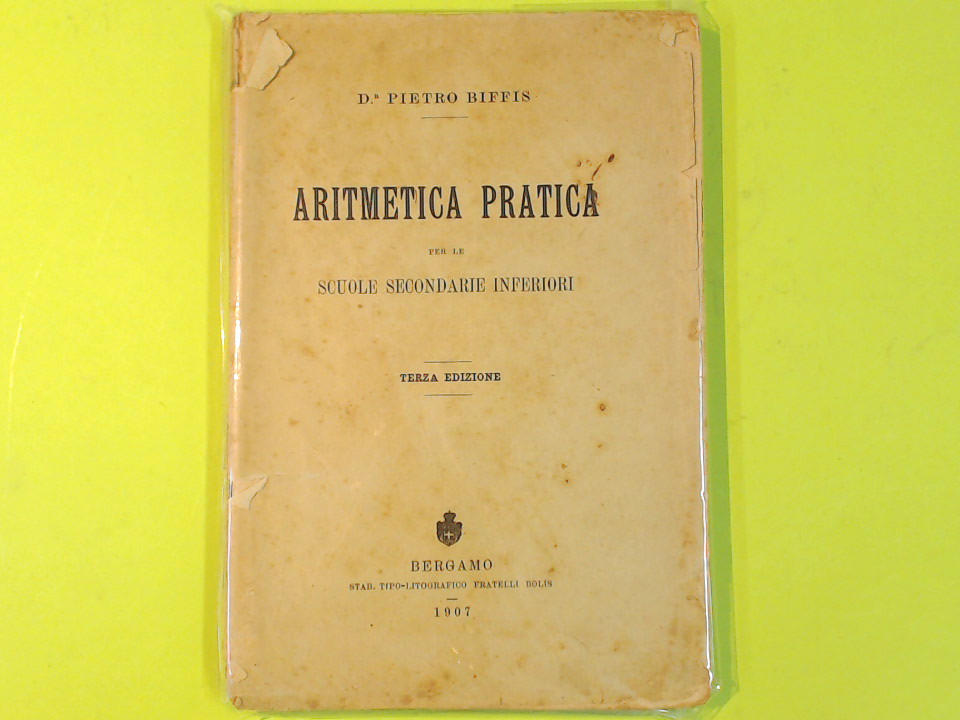 D.ᴿ PIETRO BIFFIS
ARITMETICA PRATICA
PER LE
SCUOLE SECONDARIE INFERIORI
TERZA EDIZIONE
BERGAMO
STAB. TIPO-LITOGRAFICO FRATELLI BOLIS
1907